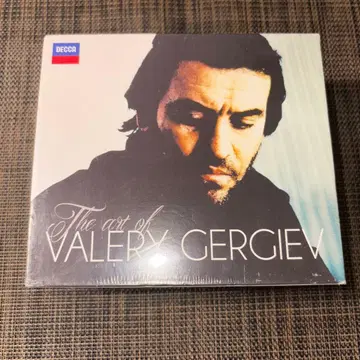 DECCA
The art of
VALERY GERGIEV